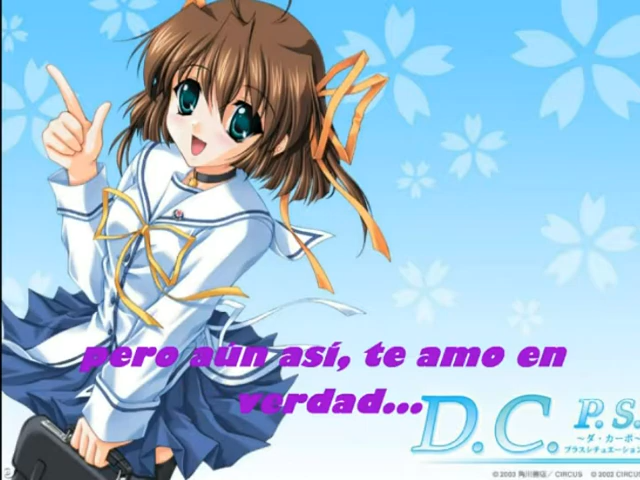 pero aún así, te amo en
verdad...
D.C. P.S.
～ダ・カーポ～
プラスシチュエーション
© 2003 角川書店／ CIRCUS © 2002 CIRCUS